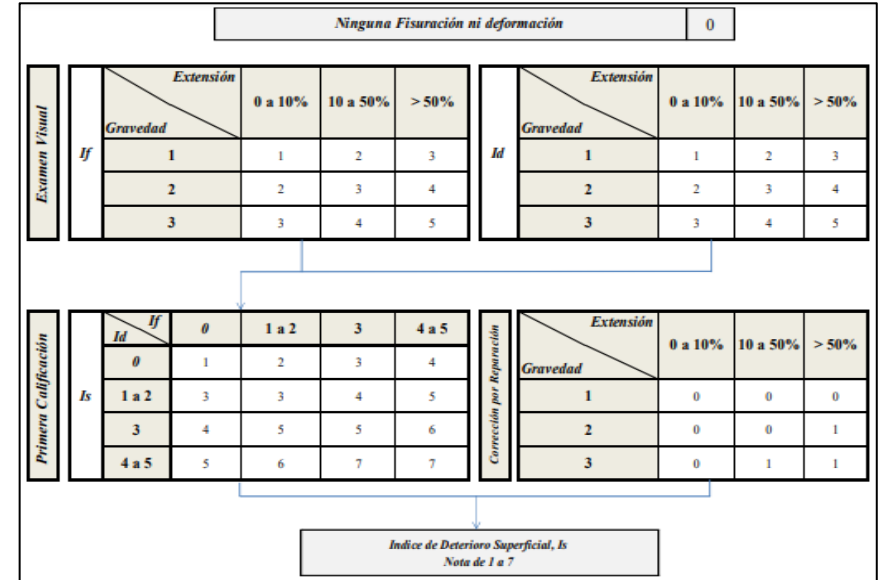 Ninguna Fisuración ni deformación 0
Examen Visual
If
Extensión
Gravedad
0 a 10% 10 a 50% > 50%
1 1 2 3
2 2 3 4
3 3 4 5
Id
Extensión
Gravedad
0 a 10% 10 a 50% > 50%
1 1 2 3
2 2 3 4
3 3 4 5
Primera Calificación
Is
If
Id
0 1 a 2 3 4 a 5
0 1 2 3 4
1 a 2 3 3 4 5
3 4 5 5 6
4 a 5 5 6 7 7
Corrección por Reparación
Extensión
Gravedad
0 a 10% 10 a 50% > 50%
1 0 0 0
2 0 0 1
3 0 1 1
Indice de Deterioro Superficial, Is
Nota de 1 a 7